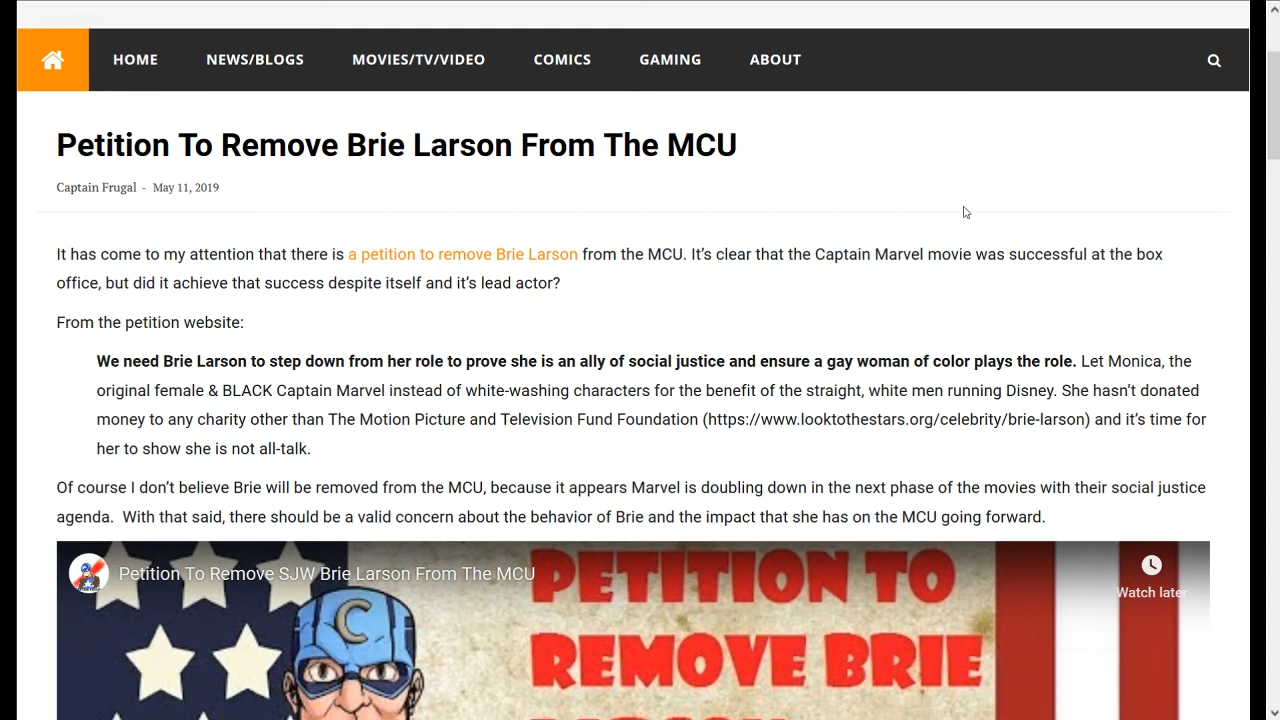 HOME NEWS/BLOGS MOVIES/TV/VIDEO COMICS GAMING ABOUT
Petition To Remove Brie Larson From The MCU
Captain Frugal - May 11, 2019
It has come to my attention that there is a petition to remove Brie Larson from the MCU. It’s clear that the Captain Marvel movie was successful at the box
office, but did it achieve that success despite itself and it’s lead actor?
From the petition website:
We need Brie Larson to step down from her role to prove she is an ally of social justice and ensure a gay woman of color plays the role. Let Monica, the
original female & BLACK Captain Marvel instead of white-washing characters for the benefit of the straight, white men running Disney. She hasn’t donated
money to any charity other than The Motion Picture and Television Fund Foundation (https://www.looktothestars.org/celebrity/brie-larson) and it’s time for
her to show she is not all-talk.
Of course I don’t believe Brie will be removed from the MCU, because it appears Marvel is doubling down in the next phase of the movies with their social justice
agenda. With that said, there should be a valid concern about the behavior of Brie and the impact that she has on the MCU going forward.
Petition To Remove SJW Brie Larson From The MCU
Watch later
C
PETITION TO
REMOVE BRIE